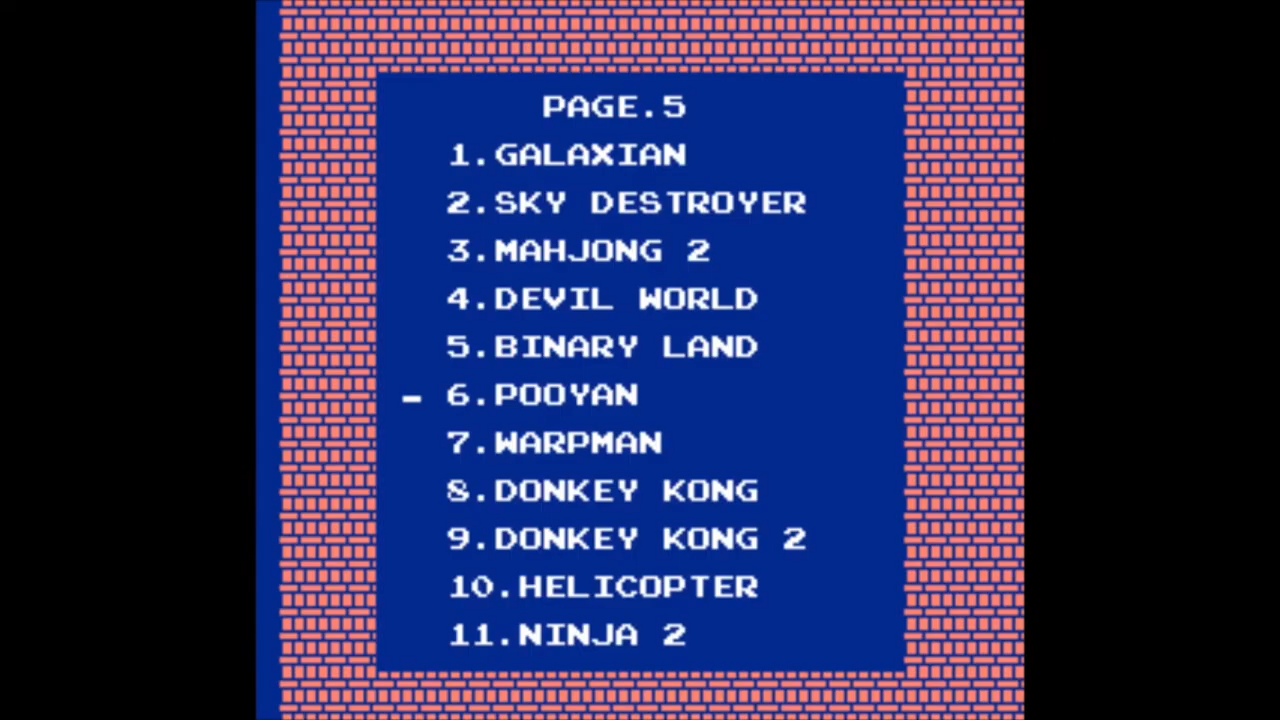 PAGE.5
1.GALAXIAN
2.SKY DESTROYER
3.MAHJONG 2
4.DEVIL WORLD
5.BINARY LAND
- 6.POOYAN
7.WARPMAN
8.DONKEY KONG
9.DONKEY KONG 2
10.HELICOPTER
11.NINJA 2